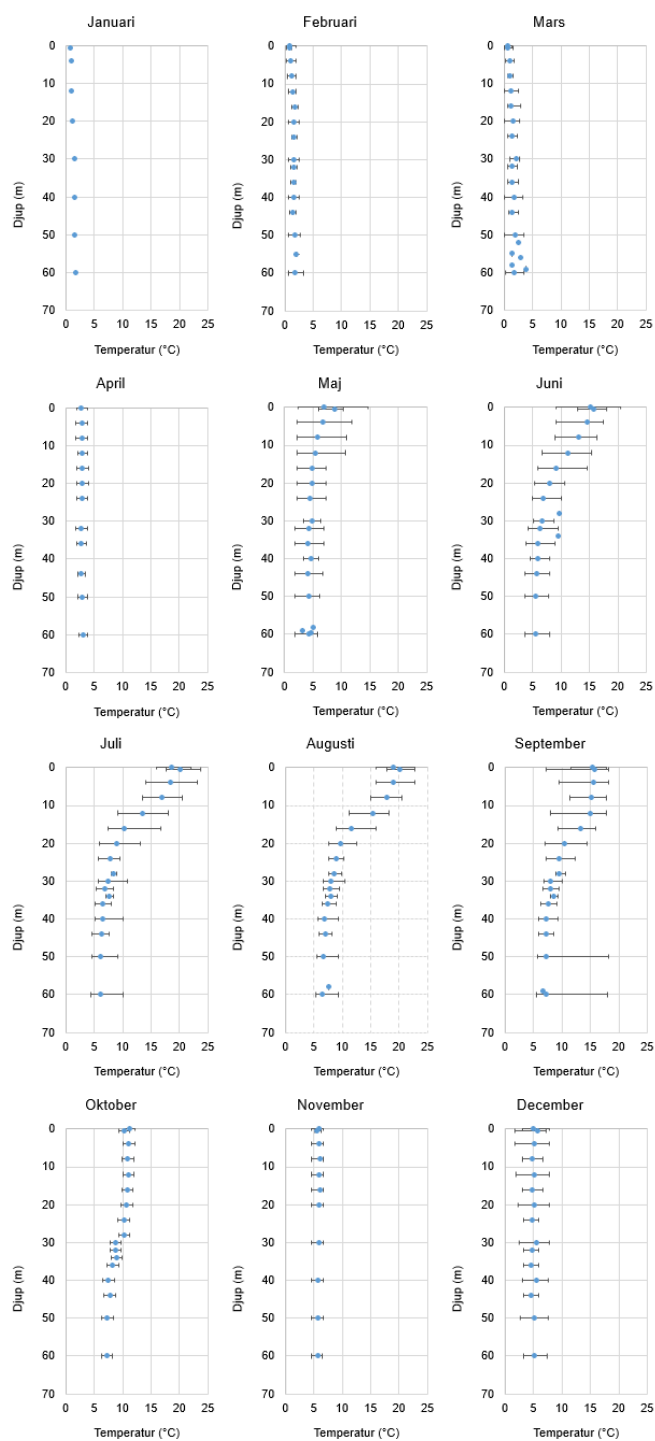 Januari Februari Mars
0 0 0
10 10 10
20 20 20
30 30 30
40 40 40
50 50 50
60 60 60
70 70 70
Djup (m) Djup (m) Djup (m)
0 5 10 15 20 25 0 5 10 15 20 25 0 5 10 15 20 25
Temperatur (°C) Temperatur (°C) Temperatur (°C)
April Maj Juni
0 0 0
10 10 10
20 20 20
30 30 30
40 40 40
50 50 50
60 60 60
70 70 70
Djup (m) Djup (m) Djup (m)
0 5 10 15 20 25 0 5 10 15 20 25 0 5 10 15 20 25
Temperatur (°C) Temperatur (°C) Temperatur (°C)
Juli Augusti September
0 0 0
10 10 10
20 20 20
30 30 30
40 40 40
50 50 50
60 60 60
70 70 70
Djup (m) Djup (m) Djup (m)
0 5 10 15 20 25 0 5 10 15 20 25 0 5 10 15 20 25
Temperatur (°C) Temperatur (°C) Temperatur (°C)
Oktober November December
0 0 0
10 10 10
20 20 20
30 30 30
40 40 40
50 50 50
60 60 60
70 70 70
Djup (m) Djup (m) Djup (m)
0 5 10 15 20 25 0 5 10 15 20 25 0 5 10 15 20 25
Temperatur (°C) Temperatur (°C) Temperatur (°C)